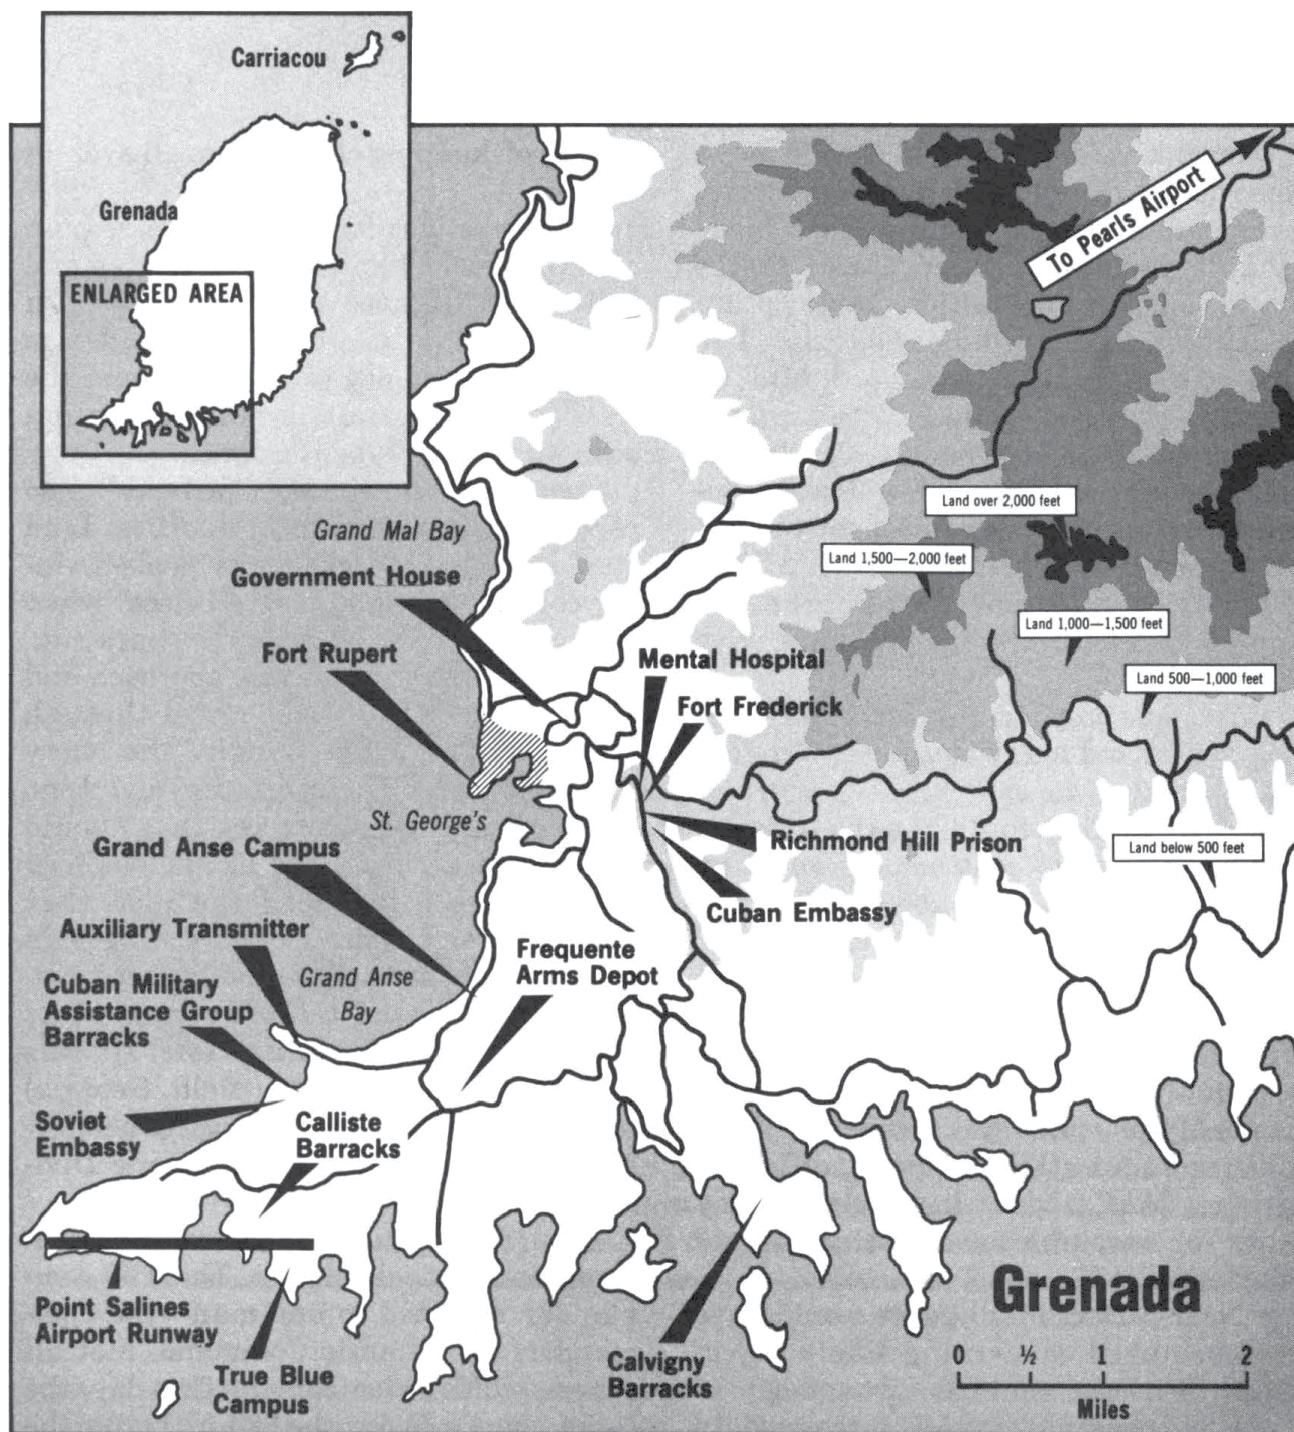 Carriacou
Grenada
ENLARGED AREA
To Pearls Airport
Land over 2,000 feet
Land 1,500—2,000 feet
Land 1,000—1,500 feet
Land 500—1,000 feet
Land below 500 feet
Grand Mal Bay
Government House
Fort Rupert
Mental Hospital
Fort Frederick
St. George's
Richmond Hill Prison
Cuban Embassy
Grand Anse Campus
Auxiliary Transmitter
Grand Anse
Bay
Frequente
Arms Depot
Cuban Military
Assistance Group
Barracks
Soviet
Embassy
Calliste
Barracks
Point Salines
Airport Runway
True Blue
Campus
Calvigny
Barracks
Grenada
0 ½ 1 2
Miles